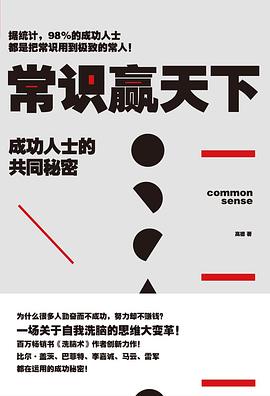 据统计，98%的成功人士
都是把常识用到极致的常人！
常识赢天下
成功人士的
共同秘密
common
sense
高德 著
为什么很多人勤奋而不成功，努力却不赚钱？
一场关于自我洗脑的思维大变革！
百万畅销书《洗脑术》作者创新力作！
比尔·盖茨、巴菲特、李嘉诚、马云、雷军
都在运用的成功秘密！